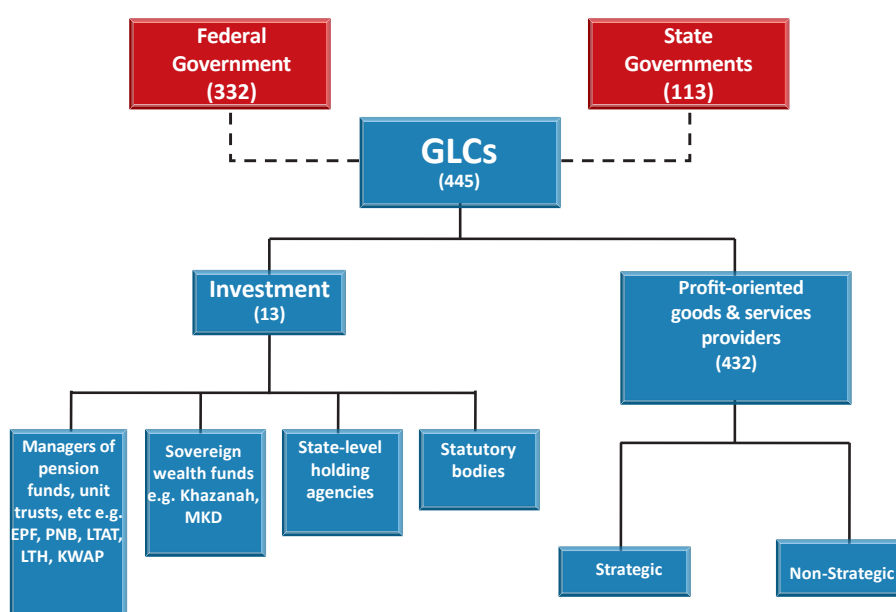 Federal
Government
(332)
State
Governments
(113)
GLCs
(445)
Investment
(13)
Profit-oriented
goods & services
providers
(432)
Managers of
pension
funds, unit
trusts, etc e.g.
EPF, PNB, LTAT,
LTH, KWAP
Sovereign
wealth funds
e.g. Khazanah,
MKD
State-level
holding
agencies
Statutory
bodies
Strategic
Non-Strategic